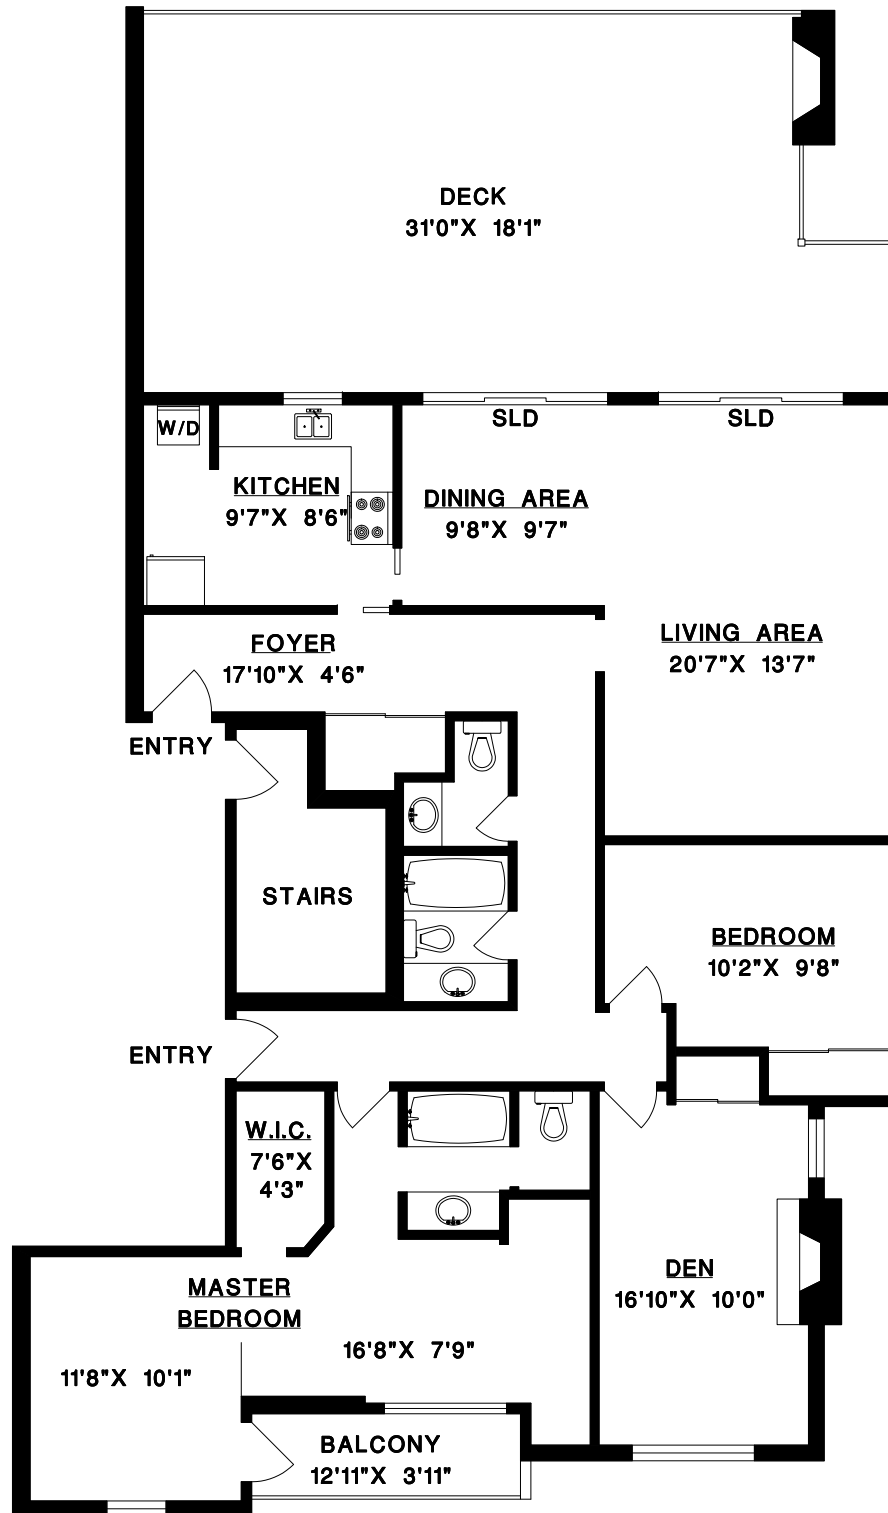 DECK
31'0"X 18'1"
SLD
SLD
W/D
KITCHEN
9'7"X 8'6"
DINING AREA
9'8"X 9'7"
FOYER
17'10"X 4'6"
LIVING AREA
20'7"X 13'7"
ENTRY
STAIRS
BEDROOM
10'2"X 9'8"
ENTRY
W.I.C.
7'6"X
4'3"
MASTER
BEDROOM
DEN
16'10"X 10'0"
16'8"X 7'9"
11'8"X 10'1"
BALCONY
12'11"X 3'11"